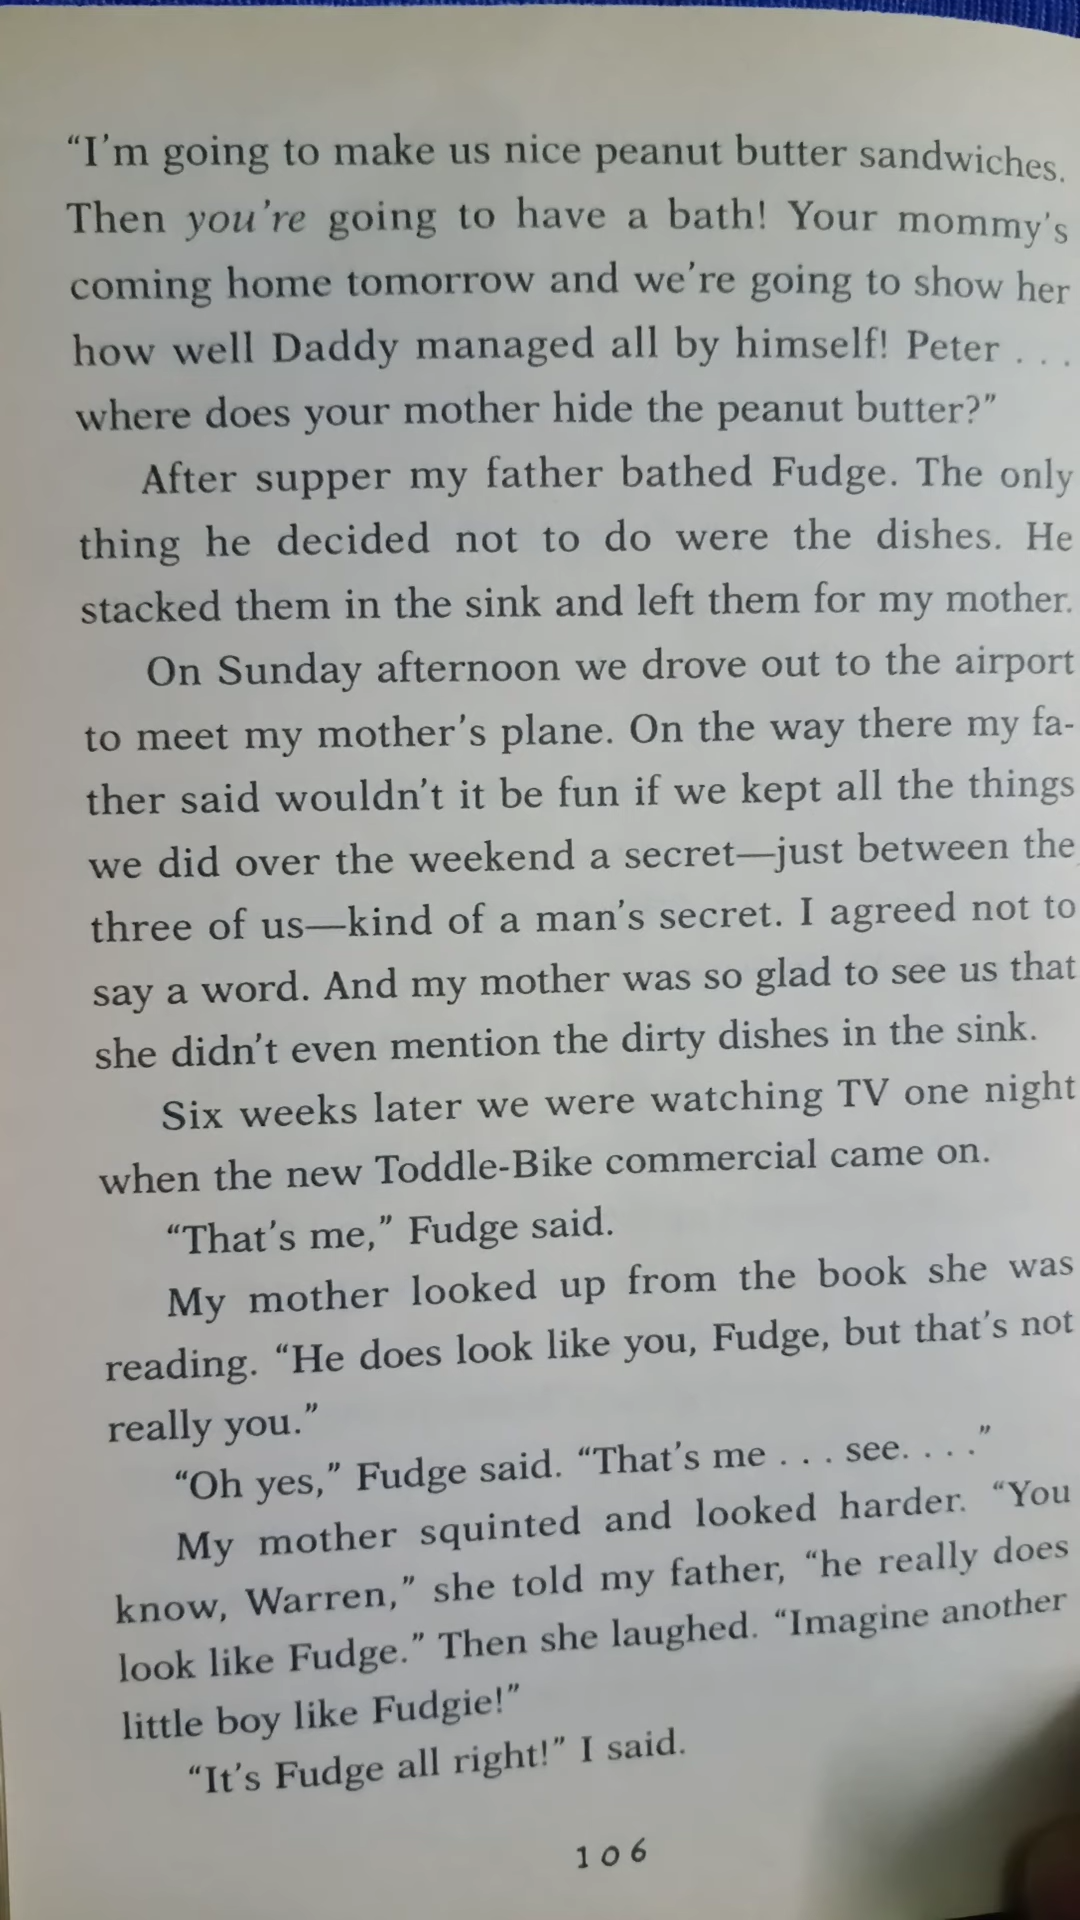 “I’m going to make us nice peanut butter sandwiches.
Then you’re going to have a bath! Your mommy’s
coming home tomorrow and we’re going to show her
how well Daddy managed all by himself! Peter . . .
where does your mother hide the peanut butter?”
After supper my father bathed Fudge. The only
thing he decided not to do were the dishes. He
stacked them in the sink and left them for my mother.
On Sunday afternoon we drove out to the airport
to meet my mother’s plane. On the way there my fa-
ther said wouldn’t it be fun if we kept all the things
we did over the weekend a secret—just between the
three of us—kind of a man’s secret. I agreed not to
say a word. And my mother was so glad to see us that
she didn’t even mention the dirty dishes in the sink.
Six weeks later we were watching TV one night
when the new Toddle-Bike commercial came on.
“That’s me,” Fudge said.
My mother looked up from the book she was
reading. “He does look like you, Fudge, but that’s not
really you.”
“Oh yes,” Fudge said. “That’s me . . . see. . . .”
My mother squinted and looked harder. “You
know, Warren,” she told my father, “he really does
look like Fudge.” Then she laughed. “Imagine another
little boy like Fudgie!”
“It’s Fudge all right!” I said.
106